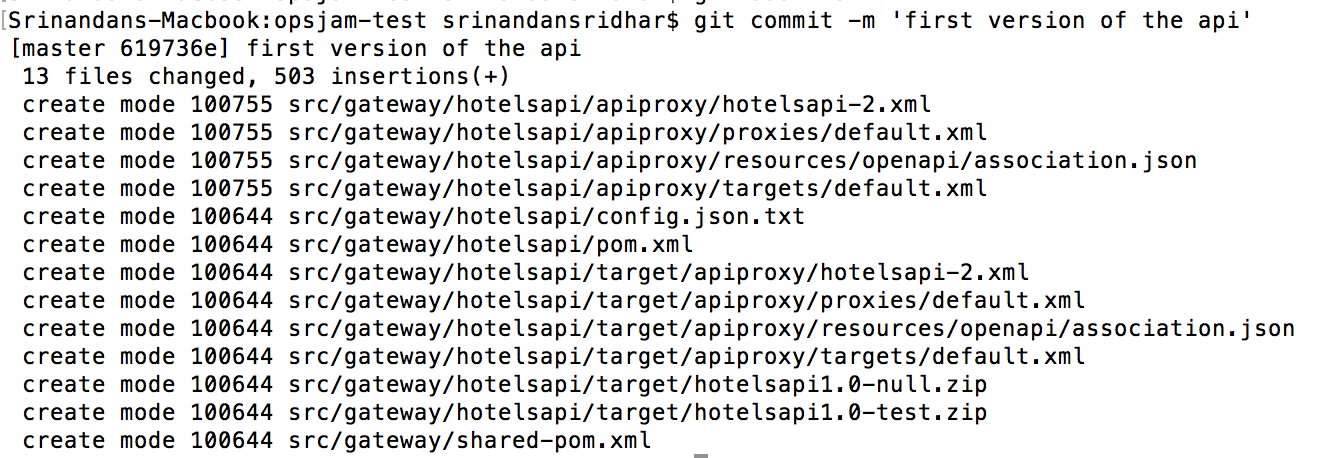 [Srinandans-Macbook:opsjam-test srinandansridhar$ git commit -m 'first version of the api'
[master 619736e] first version of the api
13 files changed, 503 insertions(+)
create mode 100755 src/gateway/hotelsapi/apiproxy/hotelsapi-2.xml
create mode 100755 src/gateway/hotelsapi/apiproxy/proxies/default.xml
create mode 100755 src/gateway/hotelsapi/apiproxy/resources/openapi/association.json
create mode 100755 src/gateway/hotelsapi/apiproxy/targets/default.xml
create mode 100644 src/gateway/hotelsapi/config.json.txt
create mode 100644 src/gateway/hotelsapi/pom.xml
create mode 100644 src/gateway/hotelsapi/target/apiproxy/hotelsapi-2.xml
create mode 100644 src/gateway/hotelsapi/target/apiproxy/proxies/default.xml
create mode 100644 src/gateway/hotelsapi/target/apiproxy/resources/openapi/association.json
create mode 100644 src/gateway/hotelsapi/target/apiproxy/targets/default.xml
create mode 100644 src/gateway/hotelsapi/target/hotelsapi1.0-null.zip
create mode 100644 src/gateway/hotelsapi/target/hotelsapi1.0-test.zip
create mode 100644 src/gateway/shared-pom.xml